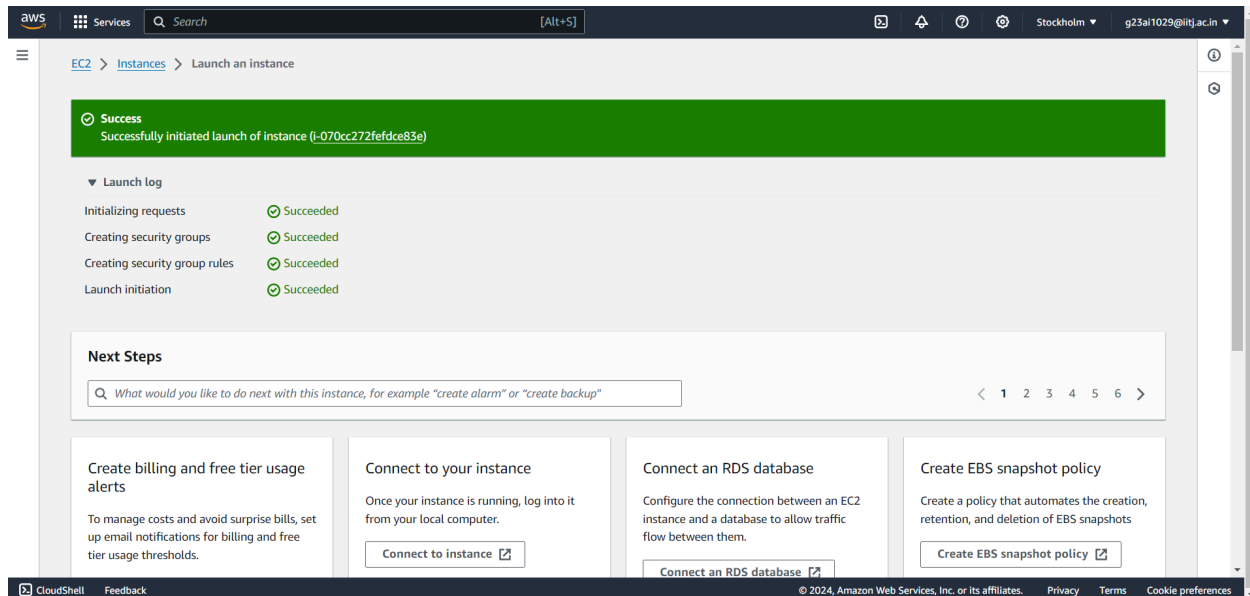 aws
Services
Search
[Alt+S]
Stockholm
g23ai1029@iitj.ac.in
EC2 > Instances > Launch an instance
Success
Successfully initiated launch of instance (i-070cc272fefdce83e)
Launch log
Initializing requests
Succeeded
Creating security groups
Succeeded
Creating security group rules
Succeeded
Launch initiation
Succeeded
Next Steps
What would you like to do next with this instance, for example “create alarm” or “create backup”
1 2 3 4 5 6
Create billing and free tier usage
alerts
To manage costs and avoid surprise bills, set
up email notifications for billing and free
tier usage thresholds.
Connect to your instance
Once your instance is running, log into it
from your local computer.
Connect to instance
Connect an RDS database
Configure the connection between an EC2
instance and a database to allow traffic
flow between them.
Connect an RDS database
Create EBS snapshot policy
Create a policy that automates the creation,
retention, and deletion of EBS snapshots
Create EBS snapshot policy
CloudShell
Feedback
© 2024, Amazon Web Services, Inc. or its affiliates.
Privacy
Terms
Cookie preferences